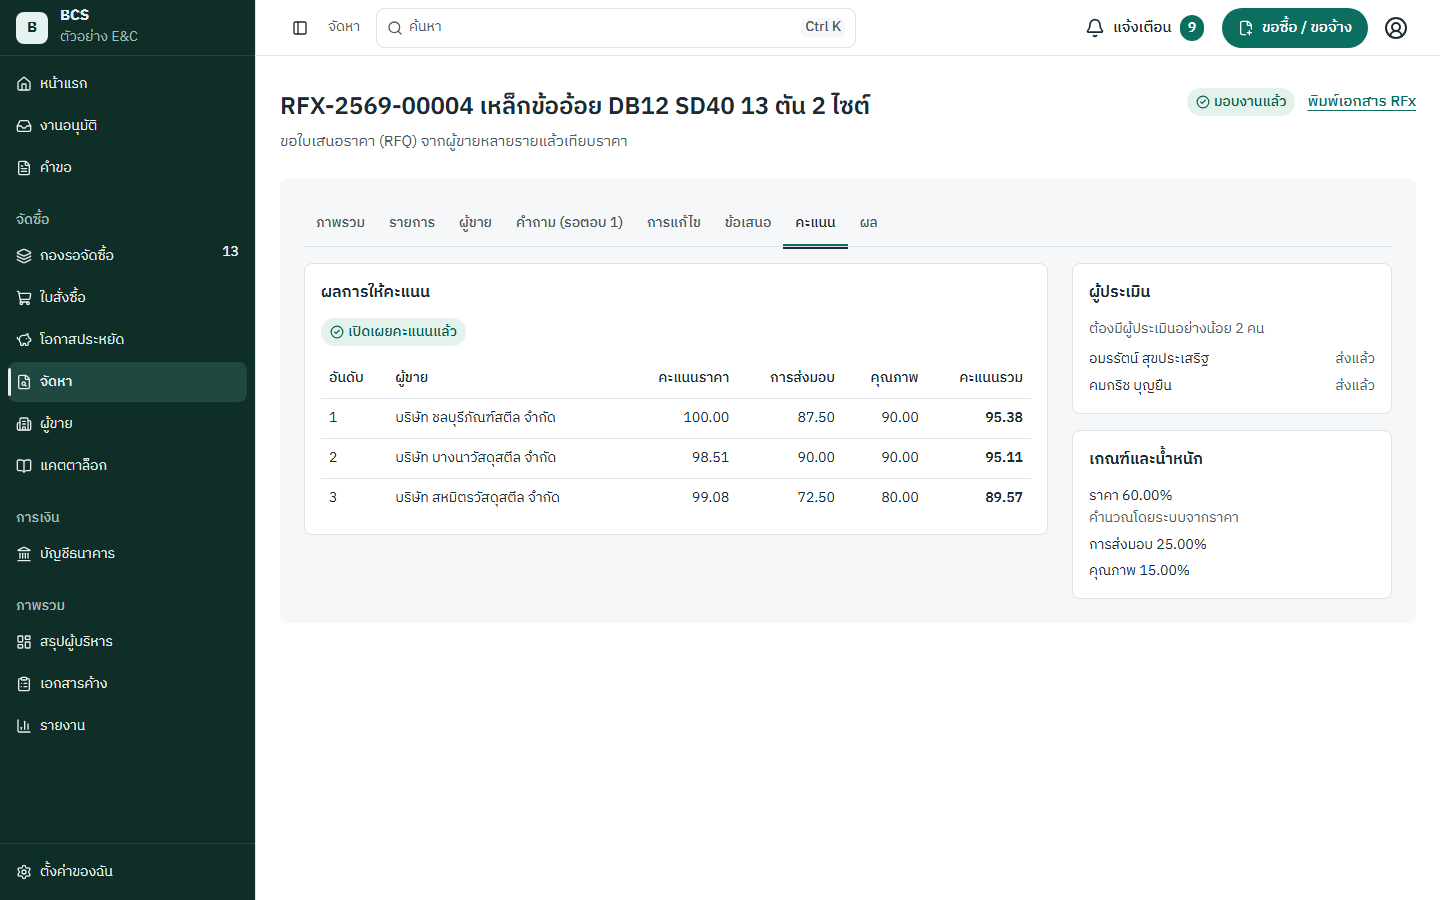 B
BCS
ตัวอย่าง E&C
หน้าแรก
งานอนุมัติ
คำขอ
จัดซื้อ
กองรอจัดซื้อ 13
ใบสั่งซื้อ
โอกาสประหยัด
จัดหา
ผู้ขาย
แคตตาล็อก
การเงิน
บัญชีธนาคาร
ภาพรวม
สรุปผู้บริหาร
เอกสารค้าง
รายงาน
ตั้งค่าของฉัน
จัดหา
ค้นหา Ctrl K
แจ้งเตือน 9
ขอซื้อ / ขอจ้าง
RFX-2569-00004 เหล็กข้ออ้อย DB12 SD40 13 ตัน 2 ไซต์
ขอใบเสนอราคา (RFQ) จากผู้ขายหลายรายแล้วเทียบราคา
มอบงานแล้ว พิมพ์เอกสาร RFx
ภาพรวม รายการ ผู้ขาย คำถาม (รอตอบ 1) การแก้ไข ข้อเสนอ คะแนน ผล
ผลการให้คะแนน
เปิดเผยคะแนนแล้ว
อันดับ ผู้ขาย คะแนนราคา การส่งมอบ คุณภาพ คะแนนรวม
1 บริษัท ชลบุรีภัณฑ์สตีล จำกัด 100.00 87.50 90.00 95.38
2 บริษัท บางนาวัสดุสตีล จำกัด 98.51 90.00 90.00 95.11
3 บริษัท สหมิตรวัสดุสตีล จำกัด 99.08 72.50 80.00 89.57
ผู้ประเมิน
ต้องมีผู้ประเมินอย่างน้อย 2 คน
อมรรัตน์ สุขประเสริฐ ส่งแล้ว
คมกริช บุญยืน ส่งแล้ว
เกณฑ์และน้ำหนัก
ราคา 60.00%
คำนวณโดยระบบจากราคา
การส่งมอบ 25.00%
คุณภาพ 15.00%